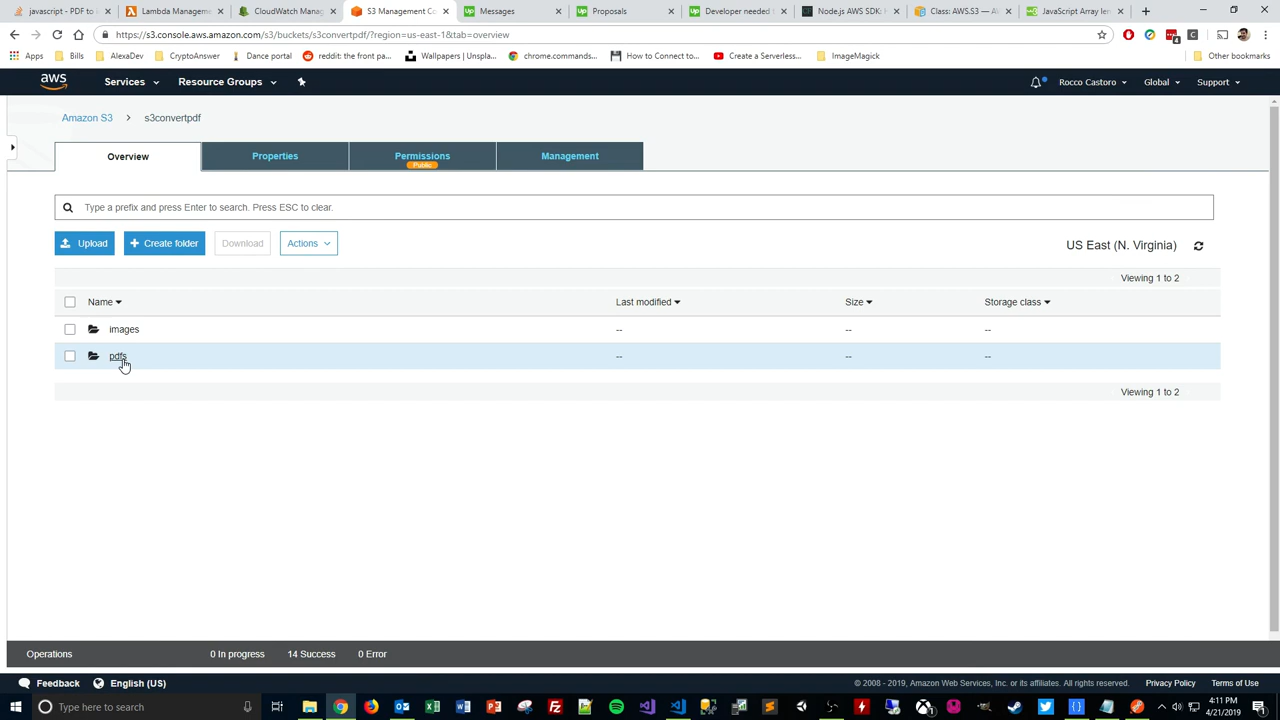 javascript - PDF to I
Lambda Manageme
CloudWatch Manag
S3 Management Co
Messages
Proposals
Developer needed f
Node.js AWS SDK: H
Class: AWS.S3 — A
JavaScript Array len
https://s3.console.aws.amazon.com/s3/buckets/s3convertpdf/?region=us-east-1&tab=overview
Apps
Bills
AlexaDev
CryptoAnswer
Dance portal
reddit: the front pa...
Wallpapers | Unspla...
chrome.commands...
How to Connect to...
Create a Serverless...
ImageMagick
Other bookmarks
aws
Services
Resource Groups
Rocco Castoro
Global
Support
Amazon S3 > s3convertpdf
Overview
Properties
Permissions
Public
Management
Type a prefix and press Enter to search. Press ESC to clear.
Upload
+ Create folder
Download
Actions
US East (N. Virginia)
Viewing 1 to 2
Name
Last modified
Size
Storage class
images
--
--
--
pdfs
--
--
--
Viewing 1 to 2
Operations
0 In progress
14 Success
0 Error
Feedback
English (US)
© 2008 - 2019, Amazon Web Services, Inc. or its affiliates. All rights reserved.
Privacy Policy
Terms of Use
Type here to search
4:11 PM
4/21/2019